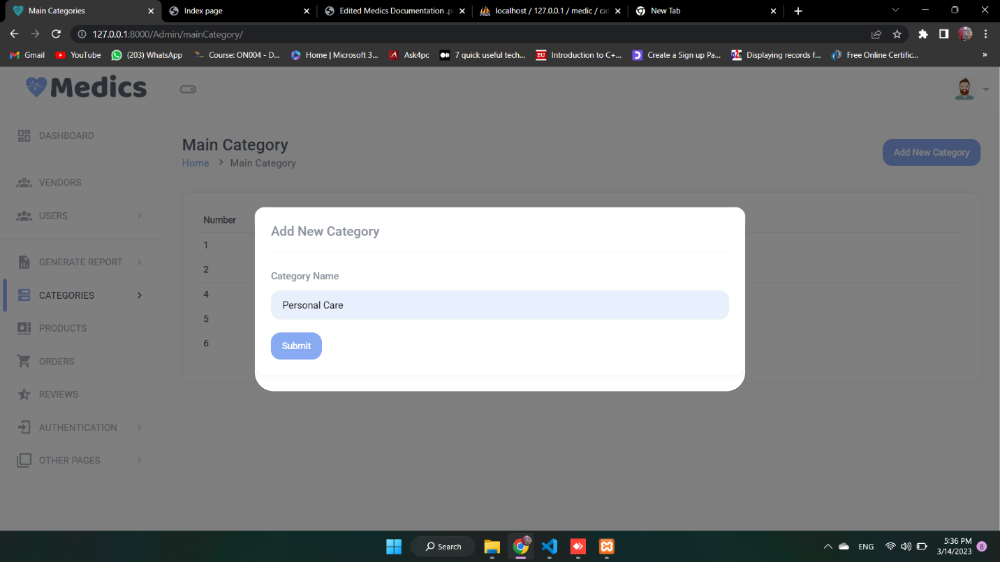 Main Categories
Index page
Edited Medics Documentation .p
localhost / 127.0.0.1 / medic / ca
New Tab
127.0.0.1:8000/Admin/mainCategory/
Gmail
YouTube
(203) WhatsApp
Course: ON004 - D...
Home | Microsoft 3...
Ask4pc
7 quick useful tech...
BU
Introduction to C++...
Create a Sign up Pa...
Displaying records f...
Free Online Certific...
»
Medics
DASHBOARD
VENDORS
USERS
GENERATE REPORT
CATEGORIES
PRODUCTS
ORDERS
REVIEWS
AUTHENTICATION
OTHER PAGES
Main Category
Home > Main Category
Add New Category
Number
1
2
4
5
6
Add New Category
Category Name
Personal Care
Submit
Search
ENG
5:36 PM
3/14/2023
8